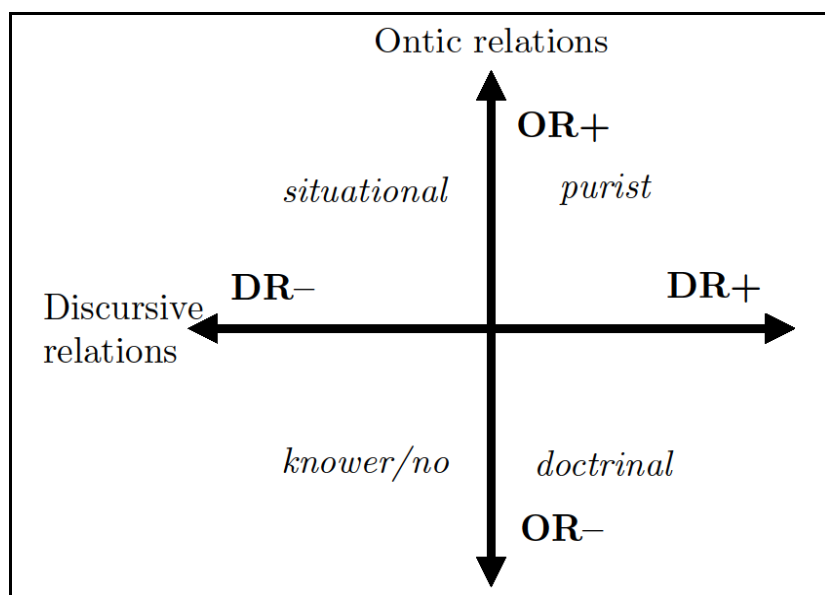 Ontic relations
OR+
situational
purist
DR–
DR+
Discursive
relations
knower/no
doctrinal
OR–